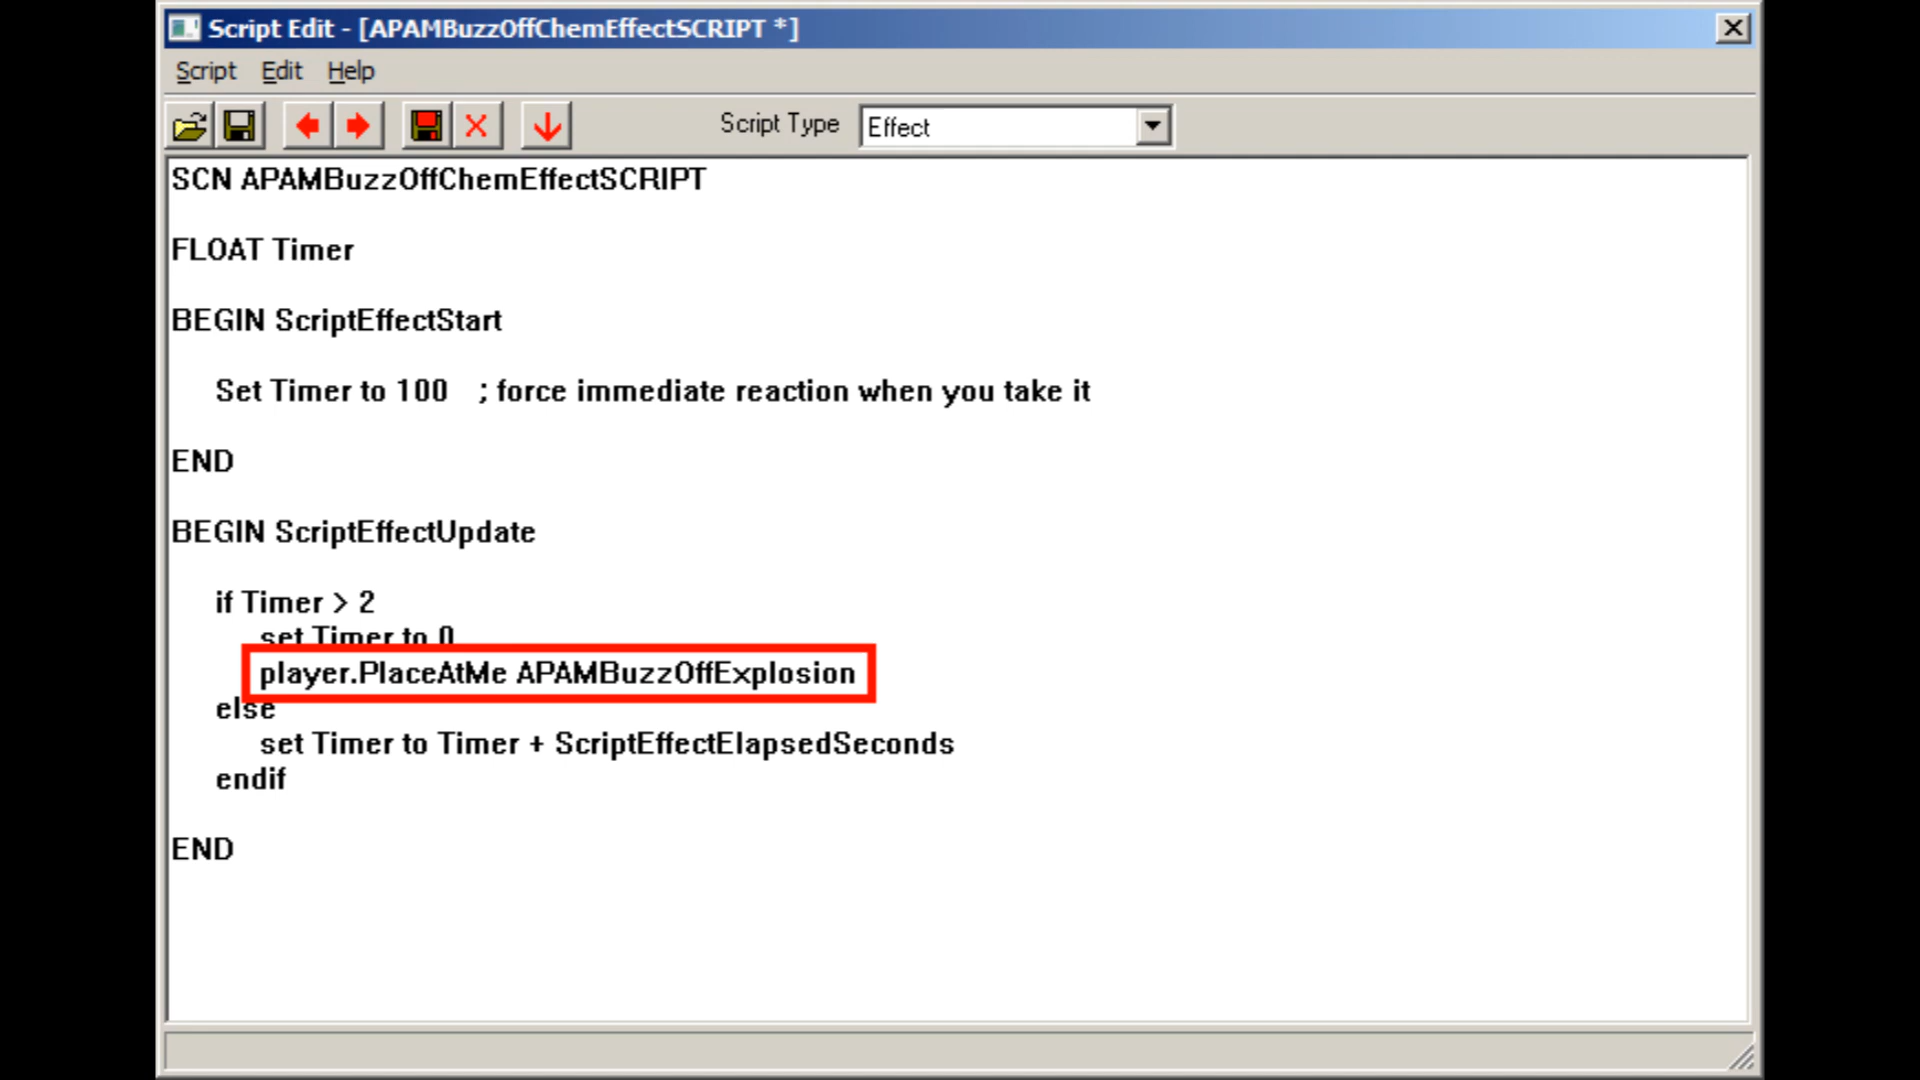 Script Edit - [APAMBuzzOffChemEffectSCRIPT *]
Script Edit Help
Script Type Effect
SCN APAMBuzzOffChemEffectSCRIPT
FLOAT Timer
BEGIN ScriptEffectStart
Set Timer to 100 ; force immediate reaction when you take it
END
BEGIN ScriptEffectUpdate
if Timer > 2
set Timer to 0
player.PlaceAtMe APAMBuzzOffExplosion
else
set Timer to Timer + ScriptEffectElapsedSeconds
endif
END